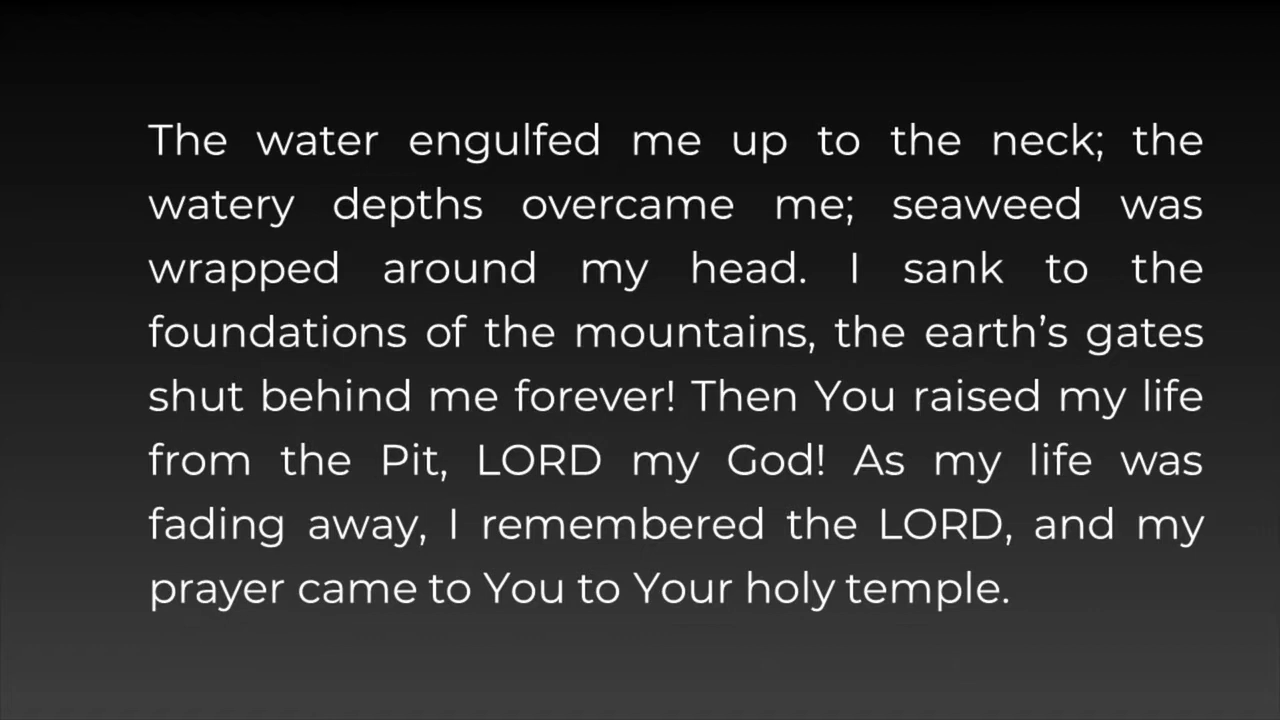 The water engulfed me up to the neck; the
watery depths overcame me; seaweed was
wrapped around my head. I sank to the
foundations of the mountains, the earth’s gates
shut behind me forever! Then You raised my life
from the Pit, LORD my God! As my life was
fading away, I remembered the LORD, and my
prayer came to You to Your holy temple.